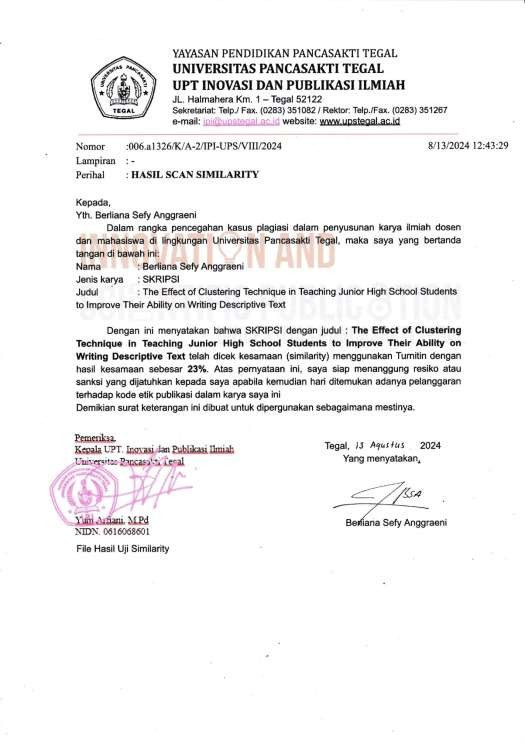 YAYASAN PENDIDIKAN PANCASAKTI TEGAL
UNIVERSITAS PANCASAKTI TEGAL
UPT INOVASI DAN PUBLIKASI ILMIAH
JL. Halmahera Km. 1 – Tegal 52122
Sekretariat: Telp./ Fax. (0283) 351082 / Rektor: Telp./Fax. (0283) 351267
e-mail: ipi@upstegal.ac.id website: www.upstegal.ac.id
UNIVERSITAS PANCASAKTI
TEGAL
Nomor :006.a1326/K/A-2/IPI-UPS/VIII/2024 8/13/2024 12:43:29
Lampiran : -
Perihal : HASIL SCAN SIMILARITY
Kepada,
Yth. Berliana Sefy Anggraeni
Dalam rangka pencegahan kasus plagiasi dalam penyusunan karya ilmiah dosen
dan mahasiswa di lingkungan Universitas Pancasakti Tegal, maka saya yang bertanda
tangan di bawah ini:
INNOVATION AND
Nama : Berliana Sefy Anggraeni
Jenis karya : SKRIPSI
Judul : The Effect of Clustering Technique in Teaching Junior High School Students
to Improve Their Ability on Writing Descriptive Text
Dengan ini menyatakan bahwa SKRIPSI dengan judul : The Effect of Clustering
Technique in Teaching Junior High School Students to Improve Their Ability on
Writing Descriptive Text telah dicek kesamaan (similarity) menggunakan Turnitin dengan
hasil kesamaan sebesar 23%. Atas pernyataan ini, saya siap menanggung resiko atau
sanksi yang dijatuhkan kepada saya apabila kemudian hari ditemukan adanya pelanggaran
terhadap kode etik publikasi dalam karya saya ini
Demikian surat keterangan ini dibuat untuk dipergunakan sebagaimana mestinya.
Pemeriksa,
Kepala UPT. Inovasi dan Publikasi Ilmiah
Universitas Pancasakti Tegal
Yuni Arfiani, M.Pd
NIDN. 0616068601
File Hasil Uji Similarity
Tegal, 13 Agustus 2024
Yang menyatakan,
Berliana Sefy Anggraeni